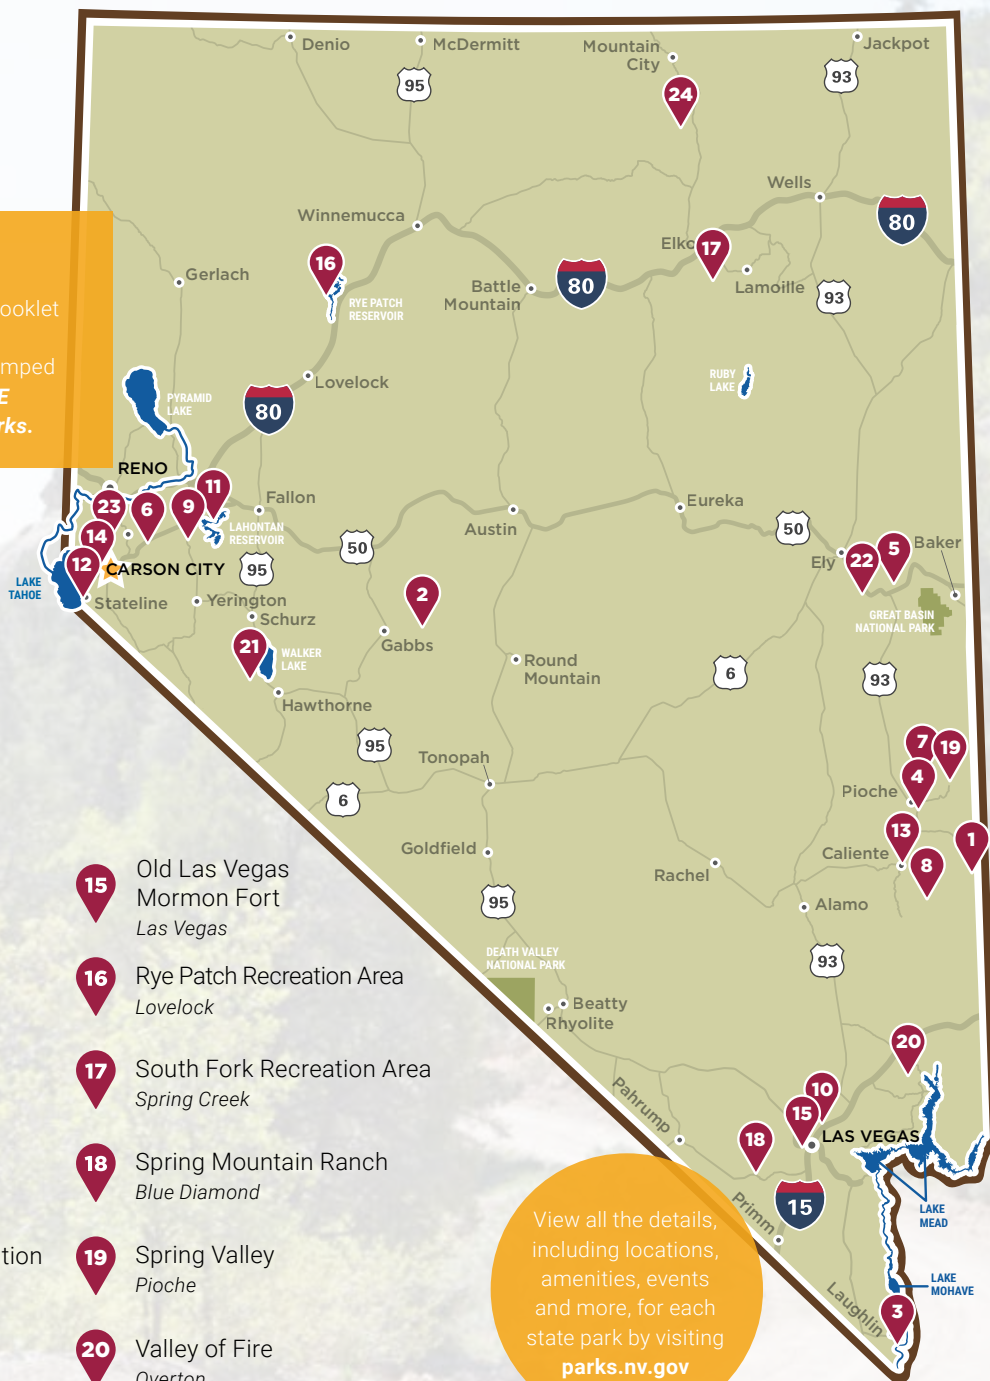 Denio
McDermitt
Mountain
City
Jackpot
95
93
24
Wells
80
Winnemucca
Elko
17
16
Gerlach
80
Battle
Mountain
Lamoille
93
RYE PATCH
RESERVOIR
ooklet
mped
E
rks.
Lovelock
RUBY
LAKE
PYRAMID
LAKE
80
RENO
11
Fallon
Eureka
23
6
9
Austin
50
LAHONTAN
RESERVOIR
14
50
Ely
22
5
Baker
12
CARSON CITY
95
LAKE
TAHOE
Stateline
Yerington
2
GREAT BASIN
NATIONAL PARK
Schurz
21
Gabbs
WALKER
LAKE
Round
Mountain
6
93
Hawthorne
95
7
19
Tonopah
4
Pioche
6
13
1
Goldfield
Caliente
8
Rachel
95
Alamo
15
Old Las Vegas
Mormon Fort
Las Vegas
DEATH VALLEY
NATIONAL PARK
93
16
Rye Patch Recreation Area
Lovelock
Beatty
Rhyolite
20
17
South Fork Recreation Area
Spring Creek
Pahrump
10
15
18
LAS VEGAS
18
Spring Mountain Ranch
Blue Diamond
Primm
15
LAKE
MEAD
tion
19
Spring Valley
Pioche
LAKE
MOHAVE
Laughlin
3
20
Valley of Fire
Overton
View all the details,
including locations,
amenities, events
and more, for each
state park by visiting
parks.nv.gov